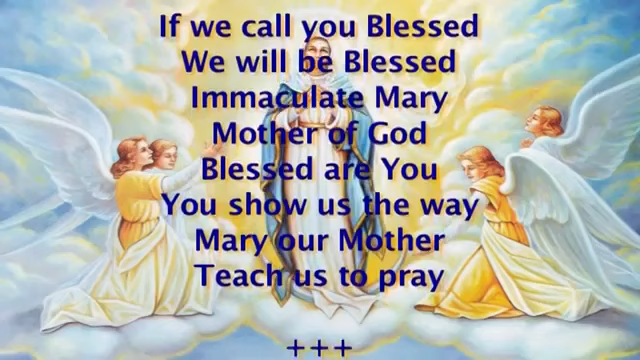 If we call you Blessed
We will be Blessed
Immaculate Mary
Mother of God
Blessed are You
You show us the way
Mary our Mother
Teach us to pray
+++